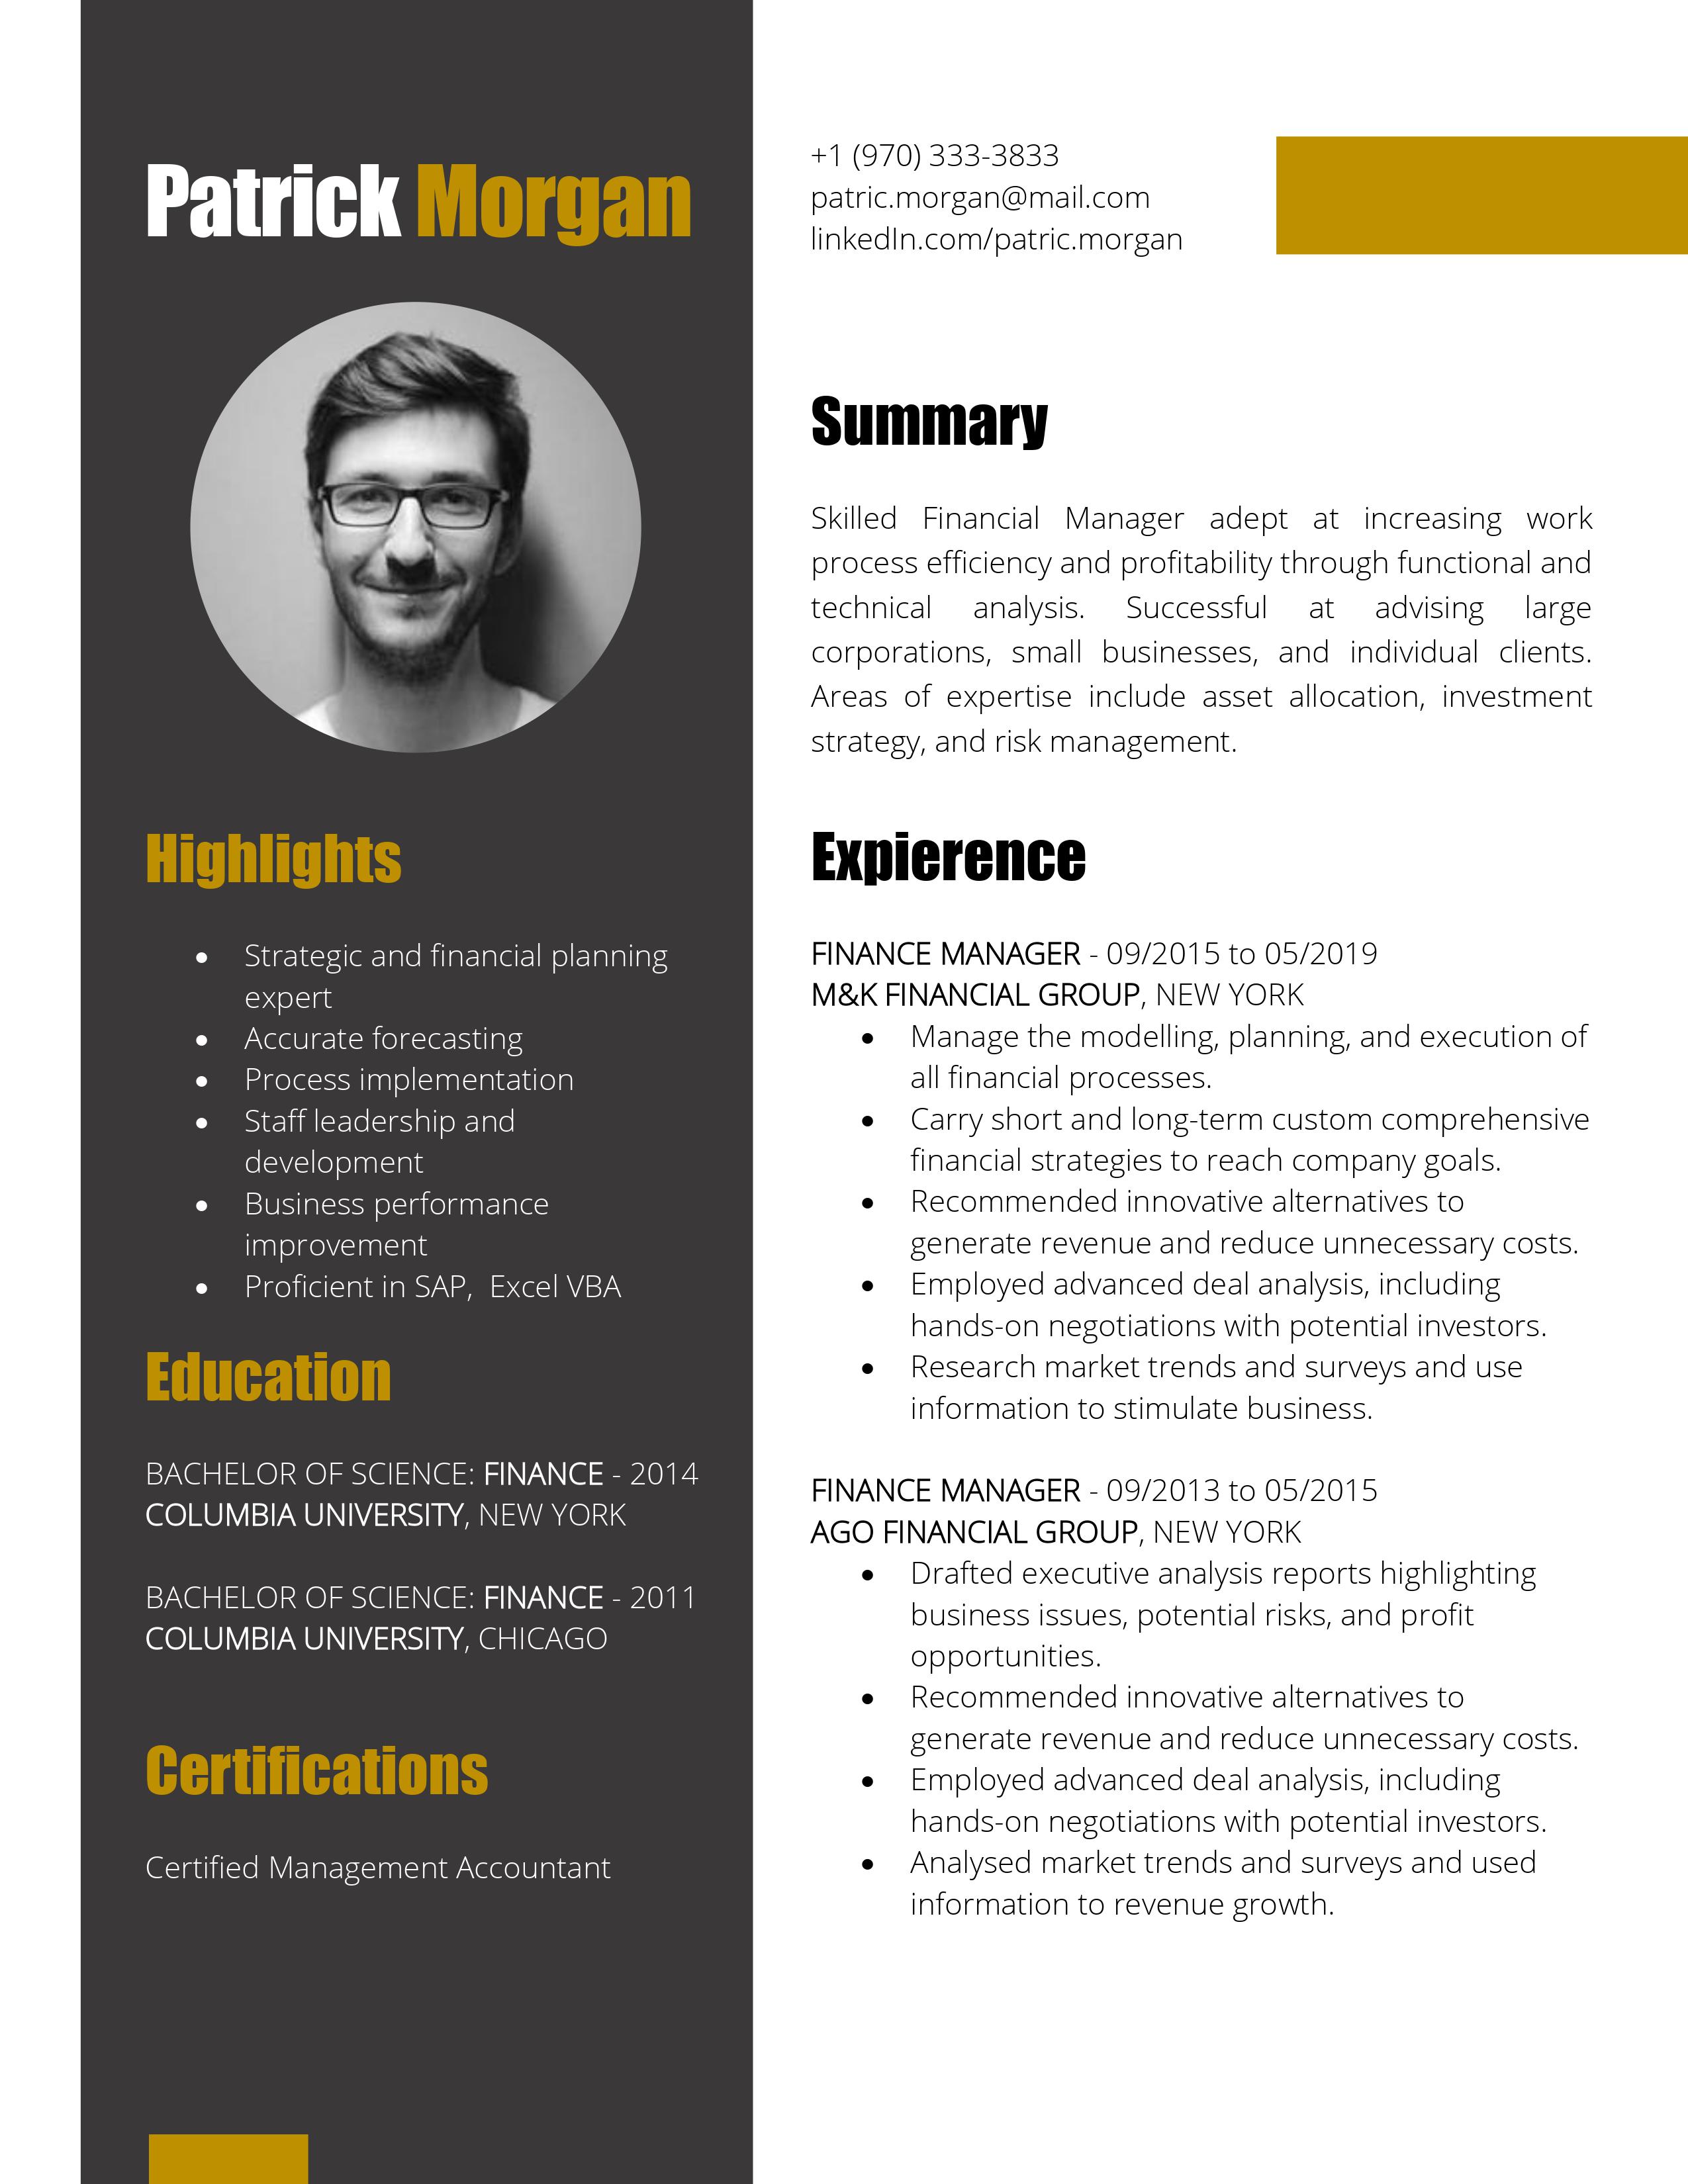 Patrick Morgan
Highlights
• Strategic and financial planning
expert
• Accurate forecasting
• Process implementation
• Staff leadership and
development
• Business performance
improvement
• Proficient in SAP,  Excel VBA
Education
BACHELOR OF SCIENCE: FINANCE - 2014
COLUMBIA UNIVERSITY, NEW YORK
BACHELOR OF SCIENCE: FINANCE - 2011
COLUMBIA UNIVERSITY, CHICAGO
Certifications
Certified Management Accountant
+1 (970) 333-3833
patric.morgan@mail.com
linkedIn.com/patric.morgan
Summary
Skilled Financial Manager adept at increasing work
process efficiency and profitability through functional and
technical analysis. Successful at advising large
corporations, small businesses, and individual clients.
Areas of expertise include asset allocation, investment
strategy, and risk management.
Expierence
FINANCE MANAGER - 09/2015 to 05/2019
M&K FINANCIAL GROUP, NEW YORK
• Manage the modelling, planning, and execution of
all financial processes.
• Carry short and long-term custom comprehensive
financial strategies to reach company goals.
• Recommended innovative alternatives to
generate revenue and reduce unnecessary costs.
• Employed advanced deal analysis, including
hands-on negotiations with potential investors.
• Research market trends and surveys and use
information to stimulate business.
FINANCE MANAGER - 09/2013 to 05/2015
AGO FINANCIAL GROUP, NEW YORK
• Drafted executive analysis reports highlighting
business issues, potential risks, and profit
opportunities.
• Recommended innovative alternatives to
generate revenue and reduce unnecessary costs.
• Employed advanced deal analysis, including
hands-on negotiations with potential investors.
• Analysed market trends and surveys and used
information to revenue growth.